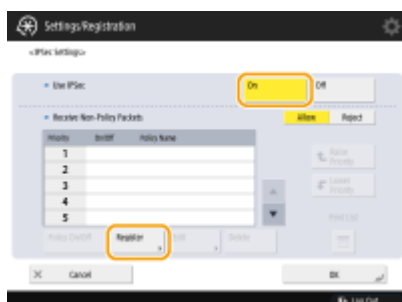 Settings/Registration
<IPSec Settings>
Use IPSec
On
Off
Receive Non-Policy Packets
Allow
Reject
Priority On/Off Policy Name
1
2
3
4
5
Raise Priority
Lower Priority
Print List
Policy On/Off
Register
Edit
Delete
Cancel
OK
Log Out